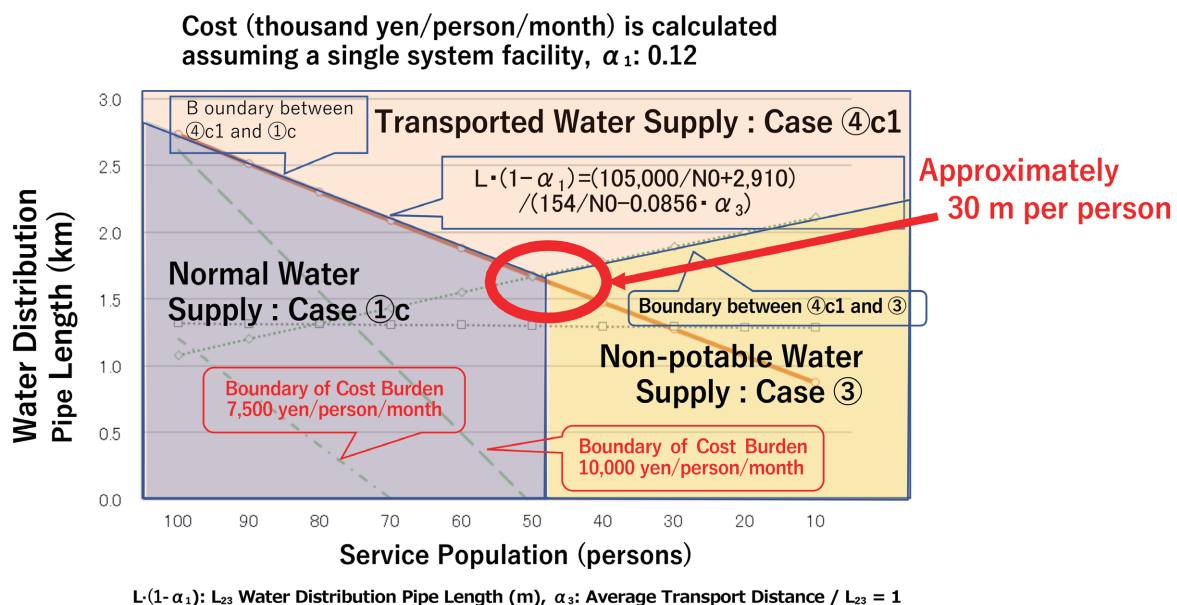 Cost (thousand yen/person/month) is calculated
assuming a single system facility, α₁: 0.12
Water Distribution
Pipe Length (km)
3.0
2.5
2.0
1.5
1.0
0.5
0.0
B oundary between
④c1 and ①c
Transported Water Supply : Case ④c1
L·(1-α₁)=(105,000/N0+2,910)
/(154/N0-0.0856·α₃)
Approximately
30 m per person
Normal Water
Supply : Case ①c
Boundary between ④c1 and ③
Non-potable Water
Supply : Case ③
Boundary of Cost Burden
7,500 yen/person/month
Boundary of Cost Burden
10,000 yen/person/month
100 90 80 70 60 50 40 30 20 10
Service Population (persons)
L·(1-α₁): L₂₃ Water Distribution Pipe Length (m), α₃: Average Transport Distance / L₂₃ = 1